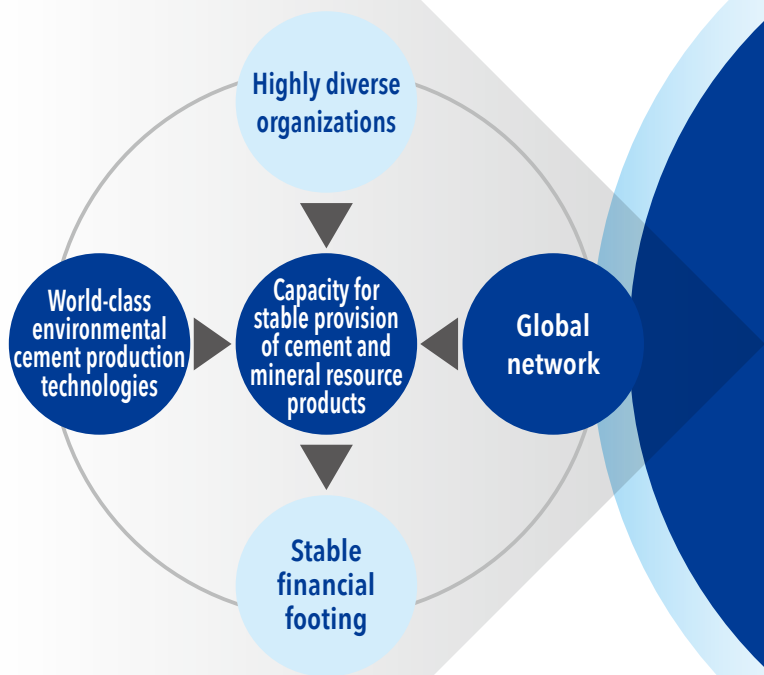 Highly diverse
organizations
World-class
environmental
cement production
technologies
Capacity for
stable provision
of cement and
mineral resource
products
Global
network
Stable
financial
footing